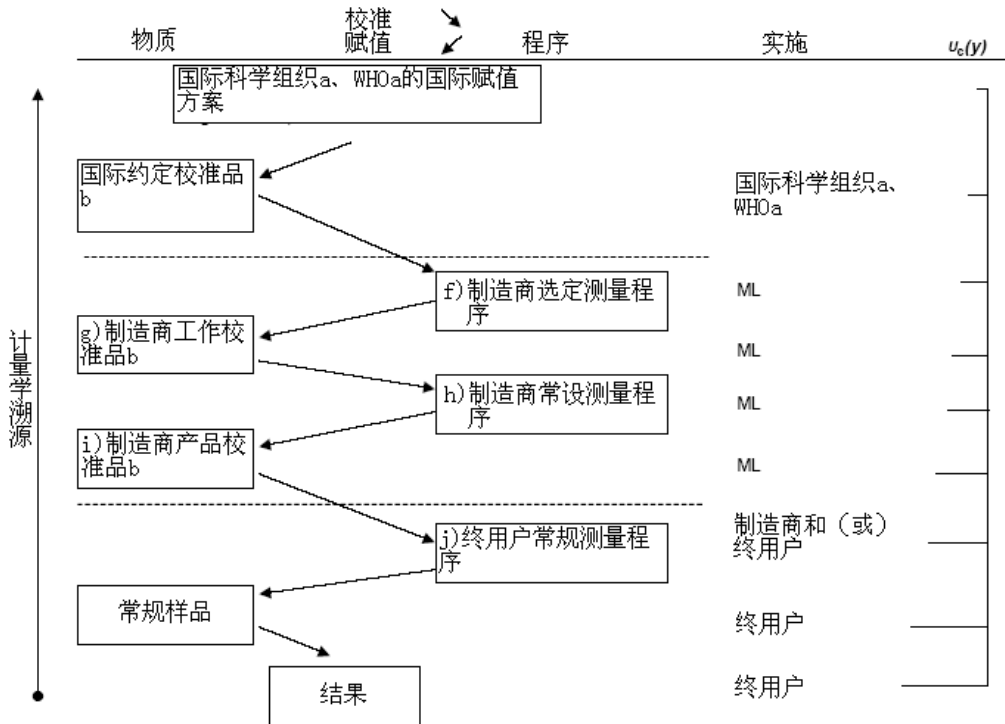 物质
校准
赋值
程序
实施
uc(y)
国际科学组织a、WHOa的国际赋值
方案
国际约定校准品
b
国际科学组织a、
WHOa
f)制造商选定测量程
序
ML
g)制造商工作校
准品b
ML
h)制造商常设测量程
序
ML
i)制造商产品校
准品b
ML
j)终用户常规测量程
序
制造商和（或）
终用户
常规样品
终用户
结果
终用户
计量学溯源